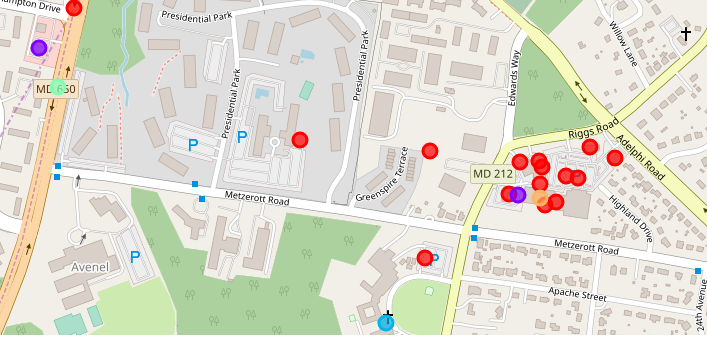 hampton Drive
Presidential Park
Willow Lane
Presidential Park
Edwards Way
MD 650
Presidential Park
P
P
Riggs Road
Adelphi Road
Greenspire Terrace
MD 212
Metzerott Road
Highland Drive
Metzerott Road
Avenel
P
P
Apache Street
24th Avenue